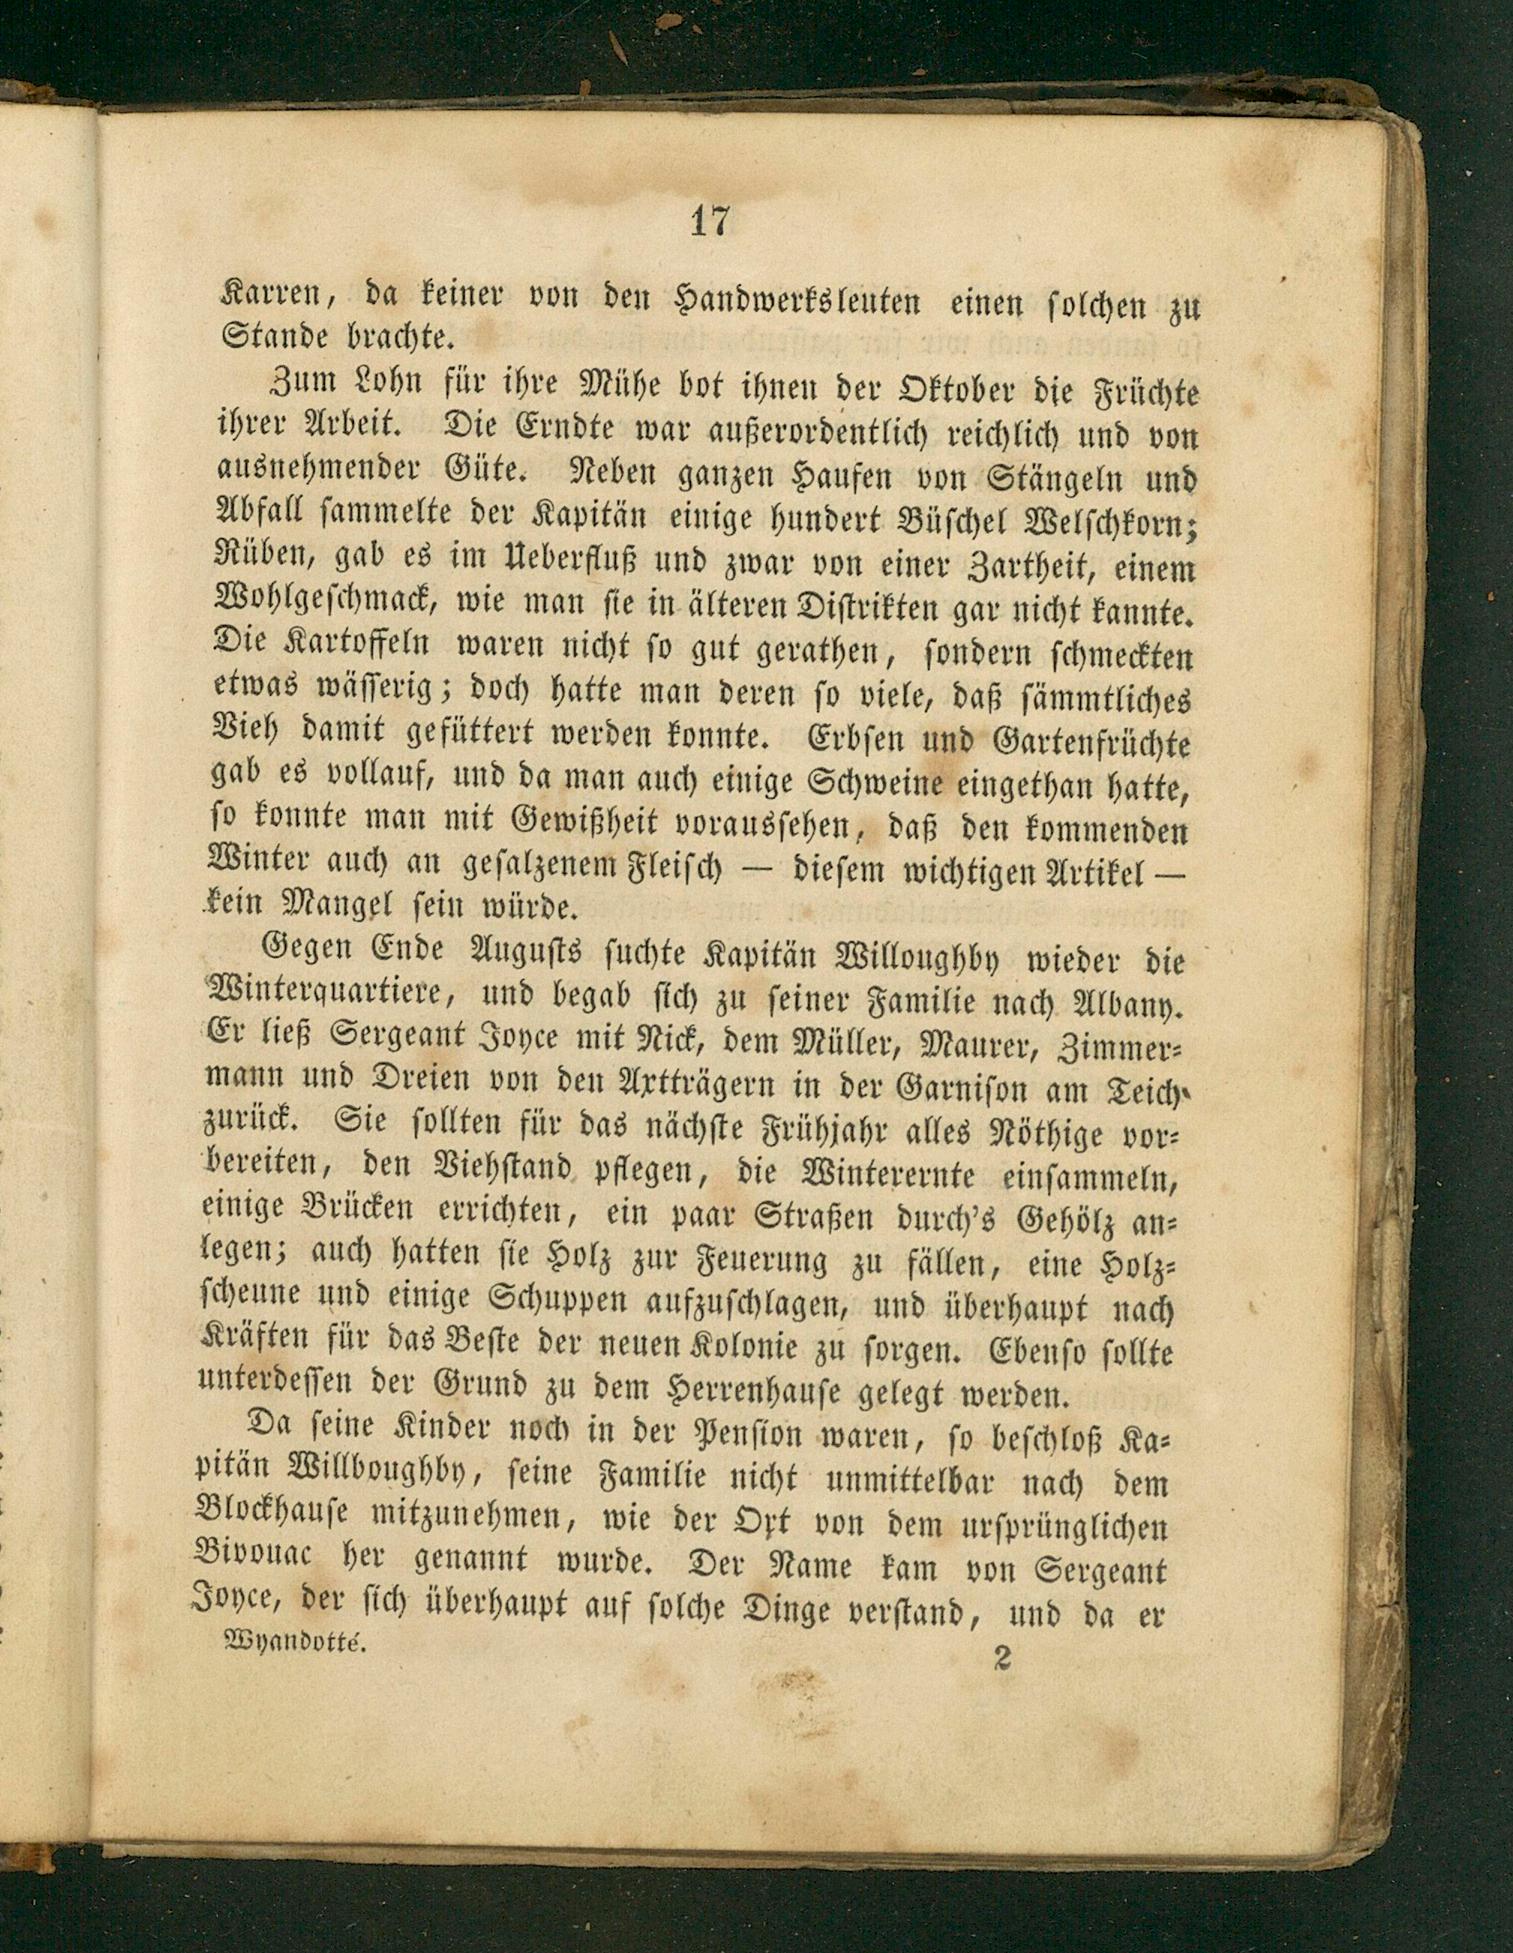 17
Karren, da keiner von den Handwerksleuten einen solchen zu
Stande brachte.
Zum Lohn für ihre Mühe bot ihnen der Oktober die Früchte
ihrer Arbeit. Die Erndte war außerordentlich reichlich und von
ausnehmender Güte. Neben ganzen Haufen von Stängeln und
Abfall sammelte der Kapitän einige hundert Büschel Welschkorn;
Rüben, gab es im Ueberfluß und zwar von einer Zartheit, einem
Wohlgeschmack, wie man sie in älteren Distrikten gar nicht kannte.
Die Kartoffeln waren nicht so gut gerathen, sondern schmeckten
etwas wässerig; doch hatte man deren so viele, daß sämmtliches
Vieh damit gefüttert werden konnte. Erbsen und Gartenfrüchte
gab es vollauf, und da man auch einige Schweine eingethan hatte,
so konnte man mit Gewißheit voraussehen, daß den kommenden
Winter auch an gesalzenem Fleisch — diesem wichtigen Artikel —
kein Mangel sein würde.
Gegen Ende Augusts suchte Kapitän Willoughby wieder die
Winterquartiere, und begab sich zu seiner Familie nach Albany.
Er ließ Sergeant Joyce mit Nick, dem Müller, Maurer, Zimmer-
mann und Dreien von den Axtträgern in der Garnison am Teich
zurück. Sie sollten für das nächste Frühjahr alles Nöthige vor-
bereiten, den Viehstand pflegen, die Winterernte einsammeln,
einige Brücken errichten, ein paar Straßen durch's Gehölz an-
legen; auch hatten sie Holz zur Feuerung zu fällen, eine Holz-
scheune und einige Schuppen aufzuschlagen, und überhaupt nach
Kräften für das Beste der neuen Kolonie zu sorgen. Ebenso sollte
unterdessen der Grund zu dem Herrenhause gelegt werden.
Da seine Kinder noch in der Pension waren, so beschloß Ka-
pitän Willboughby, seine Familie nicht unmittelbar nach dem
Blockhause mitzunehmen, wie der Ort von dem ursprünglichen
Bivouac her genannt wurde. Der Name kam von Sergeant
Joyce, der sich überhaupt auf solche Dinge verstand, und da er
Wyandotté.
2